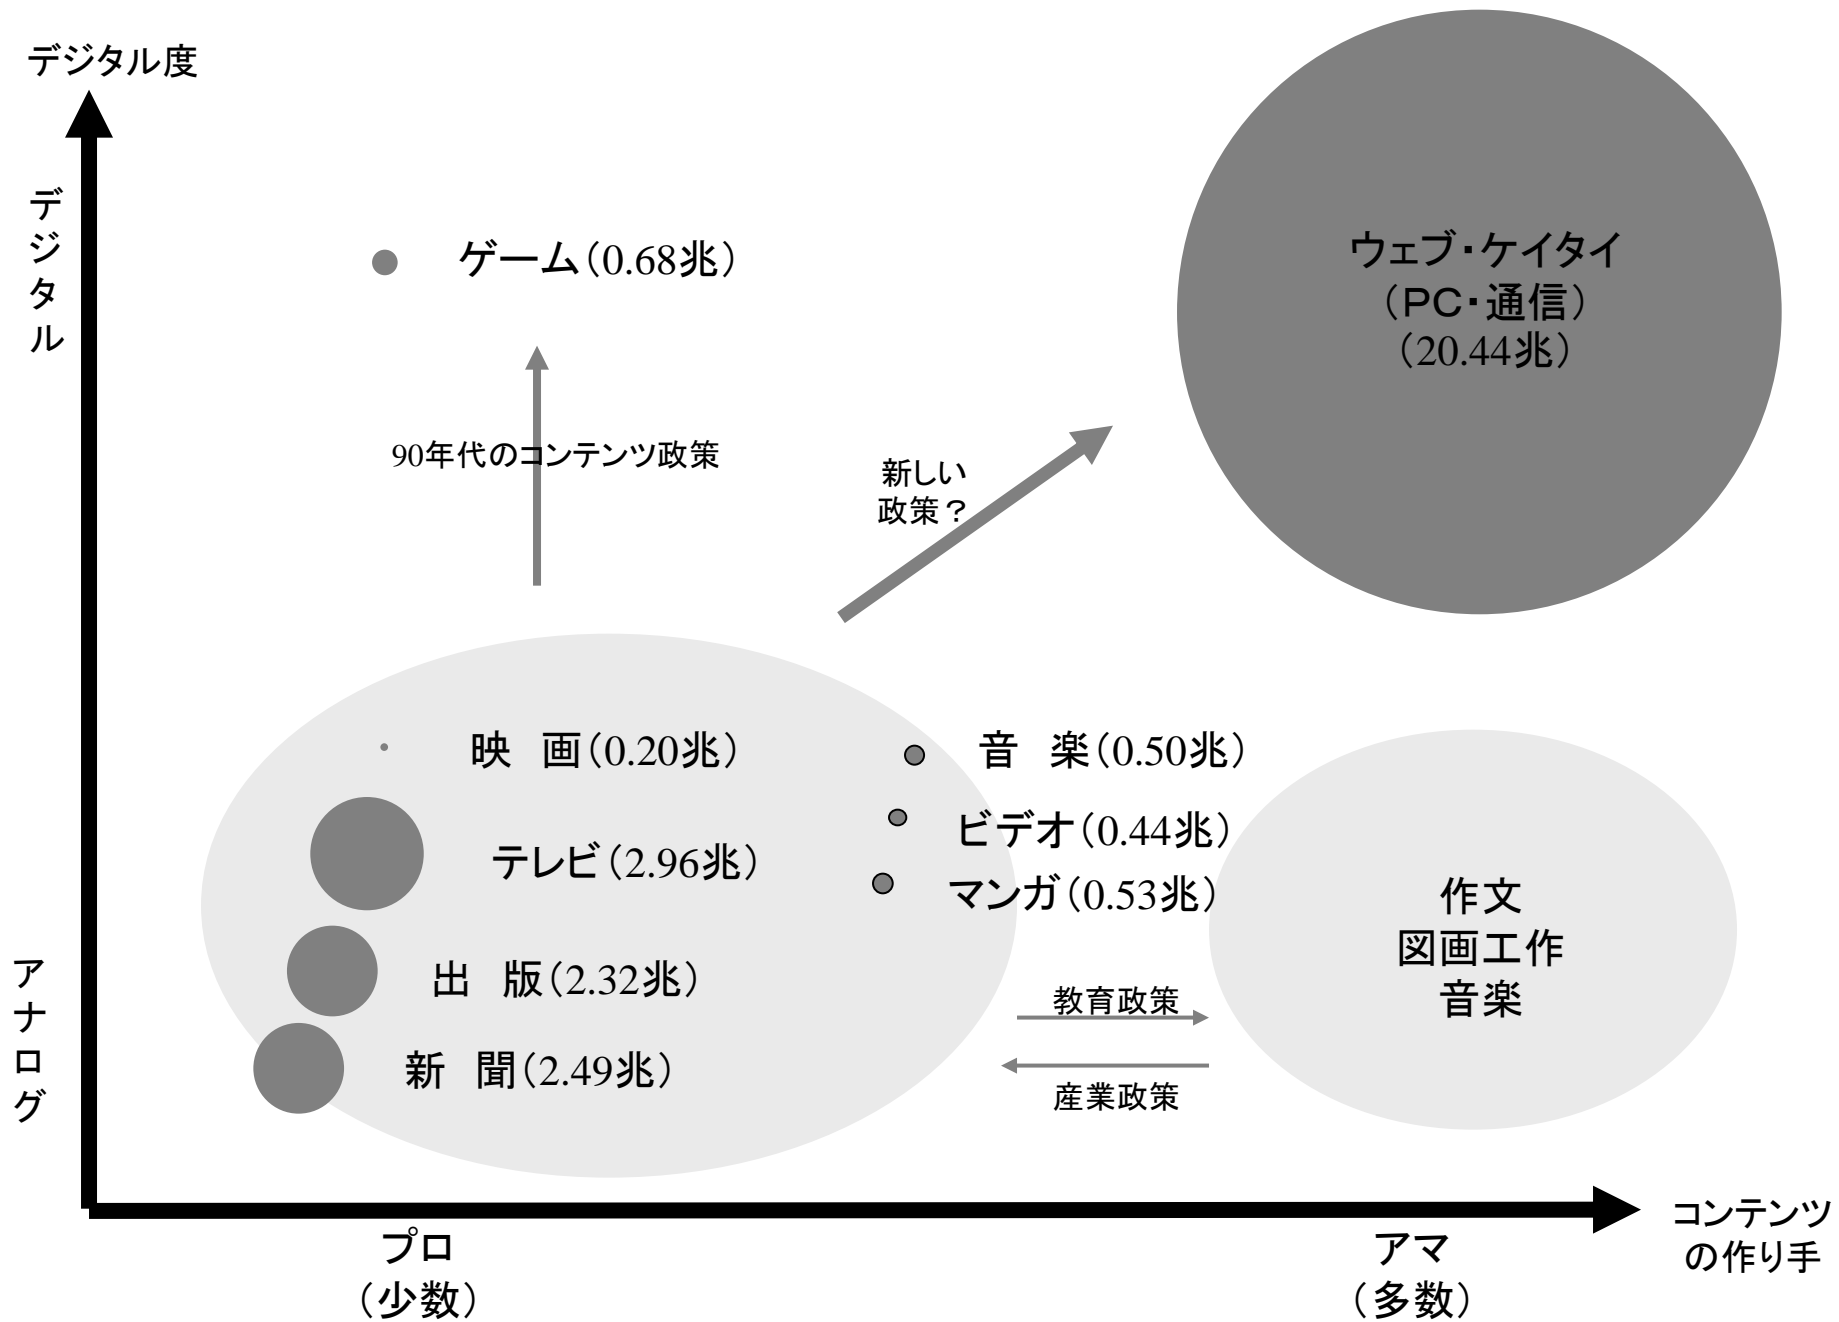 デジタル度
デジタル
ゲーム(0.68兆)
ウェブ・ケイタイ
(PC・通信)
(20.44兆)
90年代のコンテンツ政策
新しい
政策？
映　画(0.20兆)
音　楽(0.50兆)
ビデオ(0.44兆)
テレビ(2.96兆)
マンガ(0.53兆)
作文
図画工作
音楽
出　版(2.32兆)
教育政策
新　聞(2.49兆)
産業政策
アナログ
プロ
(少数)
アマ
(多数)
コンテンツ
の作り手